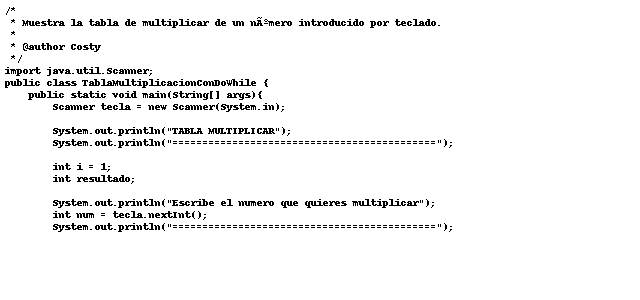 /*
 * Muestra la tabla de multiplicar de un nÃºmero introducido por teclado.
 *
 * @author Costy
 */
import java.util.Scanner;
public class TablaMultiplicacionConDoWhile {
    public static void main(String[] args){
        Scanner tecla = new Scanner(System.in);

        System.out.println("TABLA MULTIPLICAR");
        System.out.println("============================================");

        int i = 1;
        int resultado;

        System.out.println("Escribe el numero que quieres multiplicar");
        int num = tecla.nextInt();
        System.out.println("============================================");